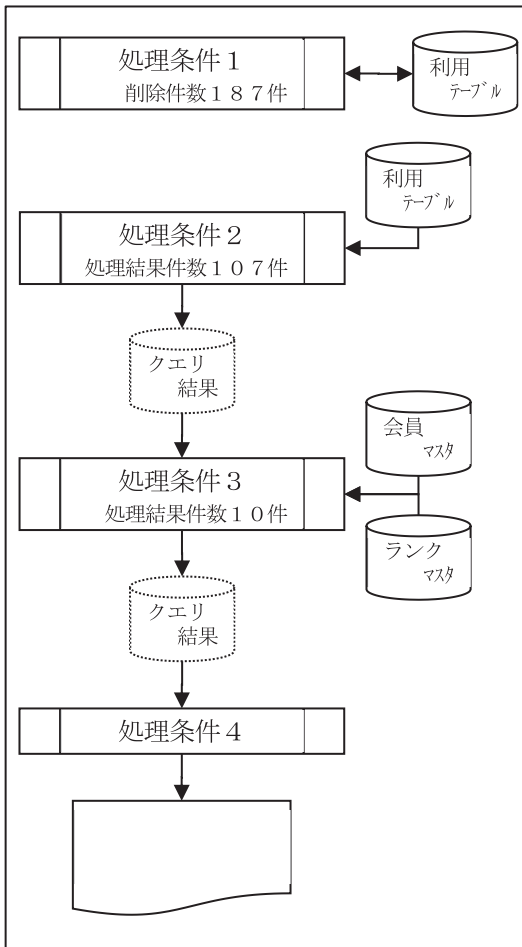 処理条件１
削除件数１８７件
利用
テーブル
利用
テーブル
処理条件２
処理結果件数１０７件
クエリ
結果
会員
マスタ
処理条件３
処理結果件数１０件
ランク
マスタ
クエリ
結果
処理条件４